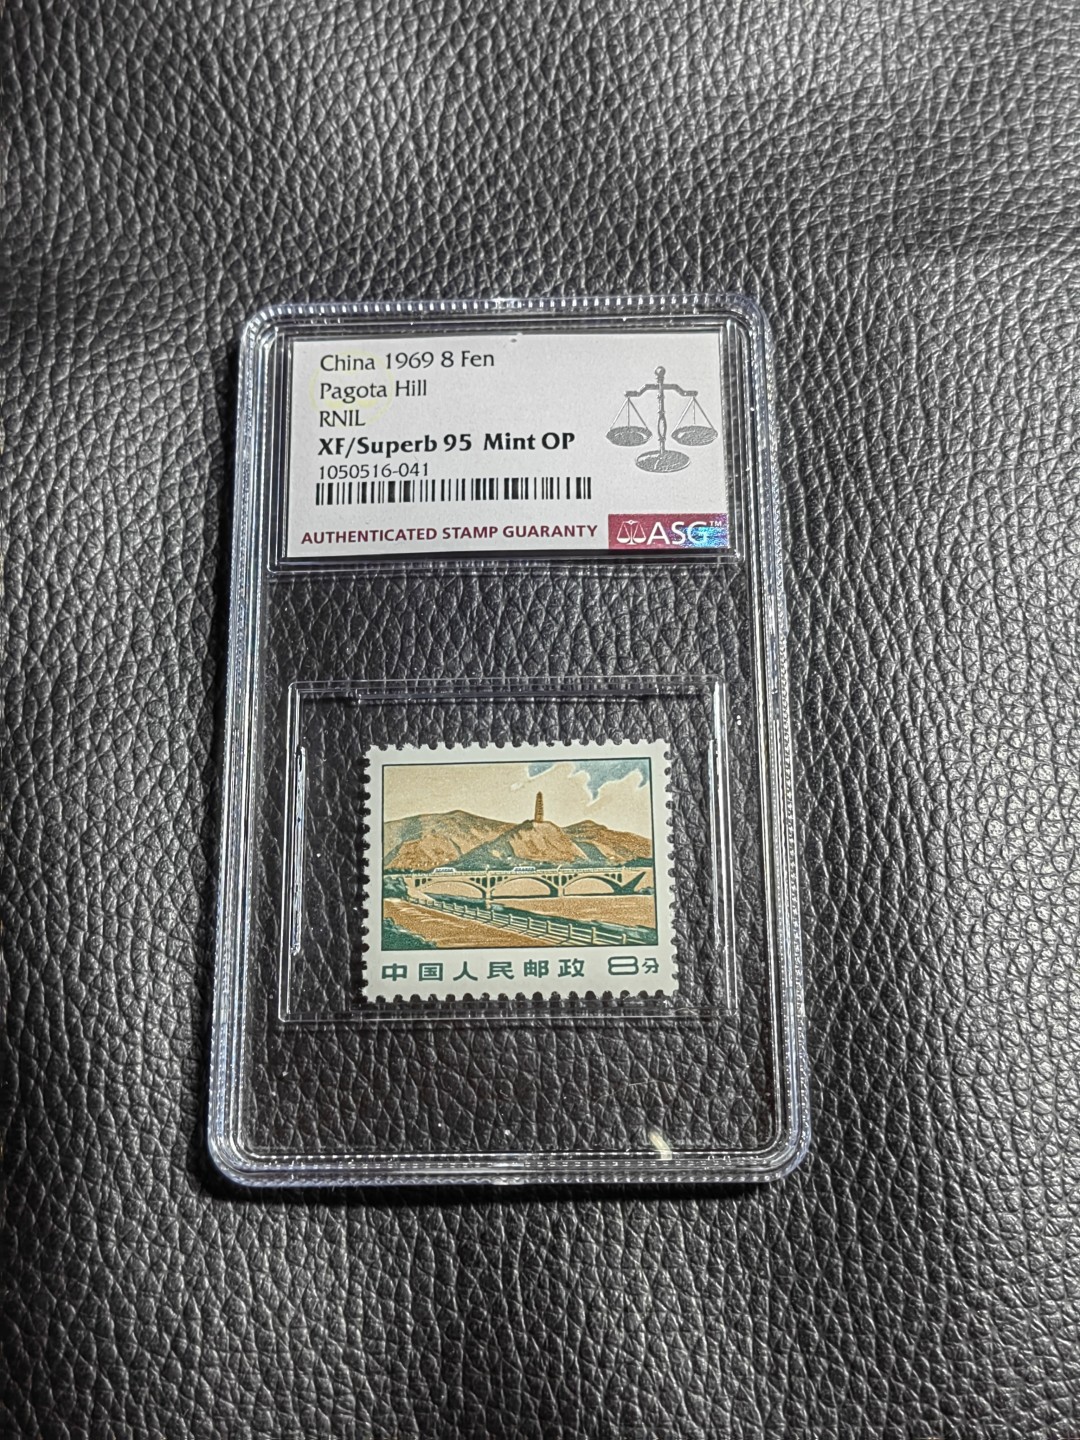 China 1969 8 Fen
Pagota Hill
RNIL
XF/Superb 95 Mint OP
1050516-041
AUTHENTICATED STAMP GUARANTY
ASG™
中国人民邮政 8分